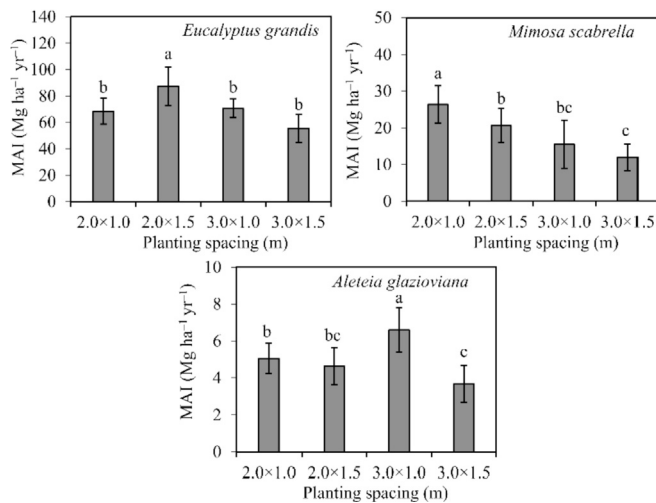 Eucalyptus grandis
MAI (Mg ha⁻¹ yr⁻¹)
140
120
100
80
60
40
20
0
b a b b
2.0×1.0 2.0×1.5 3.0×1.0 3.0×1.5
Planting spacing (m)
Mimosa scabrella
MAI (Mg ha⁻¹ yr⁻¹)
50
40
30
20
10
0
a b bc c
2.0×1.0 2.0×1.5 3.0×1.0 3.0×1.5
Planting spacing (m)
Aleteia glazioviana
MAI (Mg ha⁻¹ yr⁻¹)
6
4
6
4
2
0
b bc a c
2.0×1.0 2.0×1.5 3.0×1.0 3.0×1.5
Planting spacing (m)